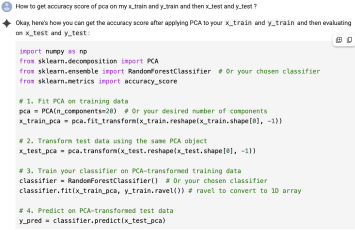 How to get accuracy score of pca on my x_train and y_train and then x_test and y_test ?
Okay, here's how you can get the accuracy score after applying PCA to your x_train and y_train and then evaluating
on x_test and y_test:
import numpy as np
from sklearn.decomposition import PCA
from sklearn.ensemble import RandomForestClassifier  # Or your chosen classifier
from sklearn.metrics import accuracy_score
# 1. Fit PCA on training data
pca = PCA(n_components=20)  # Or your desired number of components
x_train_pca = pca.fit_transform(x_train.reshape(x_train.shape[0], -1))
# 2. Transform test data using the same PCA object
x_test_pca = pca.transform(x_test.reshape(x_test.shape[0], -1))
# 3. Train your classifier on PCA-transformed training data
classifier = RandomForestClassifier()  # Or your chosen classifier
classifier.fit(x_train_pca, y_train.ravel()) # ravel to convert to 1D array
# 4. Predict on PCA-transformed test data
y_pred = classifier.predict(x_test_pca)